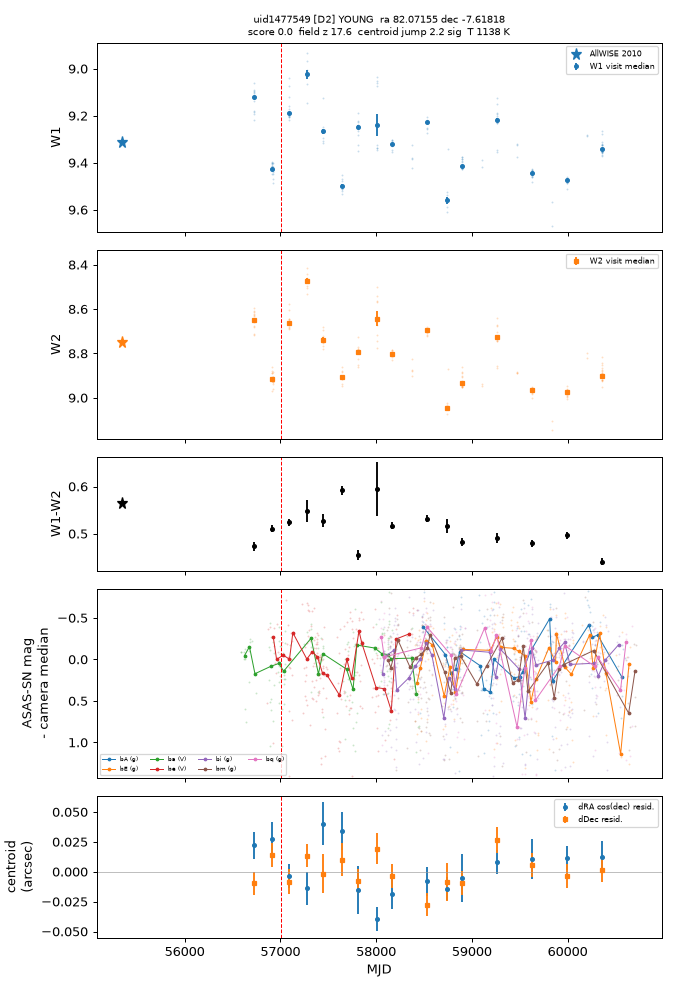 uid1477549 [D2] YOUNG ra 82.07155 dec -7.61818
score 0.0 field z 17.6 centroid jump 2.2 sig T 1138 K
W1
9.0
9.2
9.4
9.6
AllWISE 2010
W1 visit median
W2
8.4
8.6
8.8
9.0
W2 visit median
W1-W2
0.6
0.5
ASAS-SN mag
- camera median
−0.5
0.0
0.5
1.0
bA (g)
bE (g)
ba (V)
be (V)
bi (g)
bm (g)
bq (g)
centroid
(arcsec)
0.050
0.025
0.000
−0.025
−0.050
dRA cos(dec) resid.
dDec resid.
56000
57000
58000
59000
60000
MJD